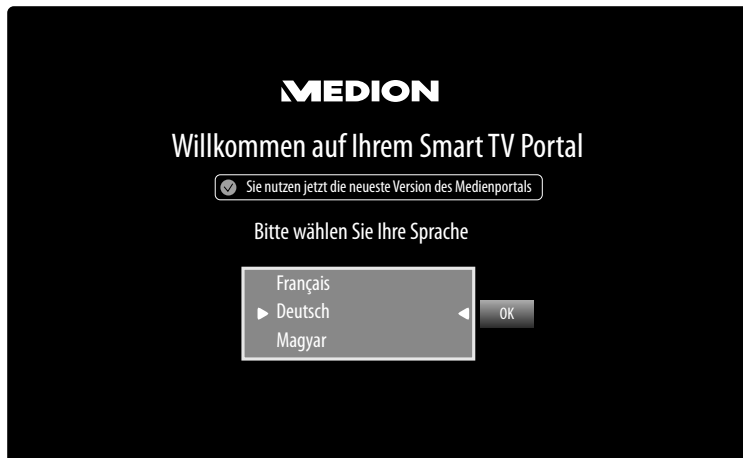 MEDION
Willkommen auf Ihrem Smart TV Portal
Sie nutzen jetzt die neueste Version des Medienportals
Bitte wählen Sie Ihre Sprache
Français
Deutsch
OK
Magyar